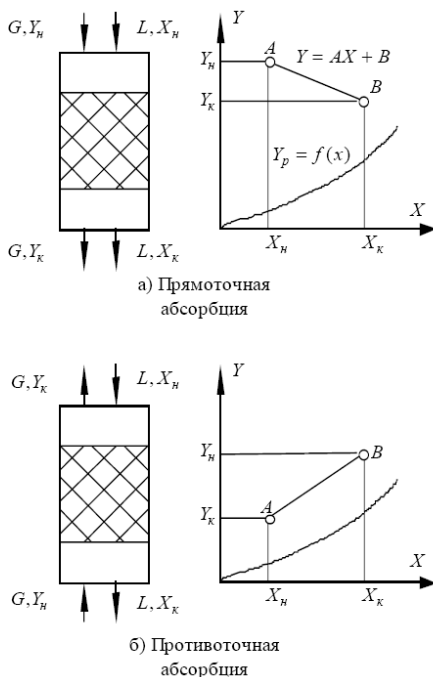 G,Yн L,Xн
Y
Yн A Y = AX + B
Yк B
Yр = f(x)
X
G,Yк L,Xк
Xн Xк
а) Прямоточная
абсорбция
G,Yк L,Xн
Y
Yн B
Yк A
X
G,Yн L,Xк
Xн Xк
б) Противоточная
абсорбция